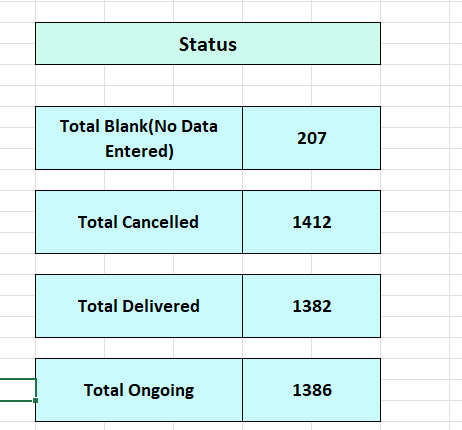 Status
Total Blank(No Data
Entered)
207
Total Cancelled
1412
Total Delivered
1382
Total Ongoing
1386